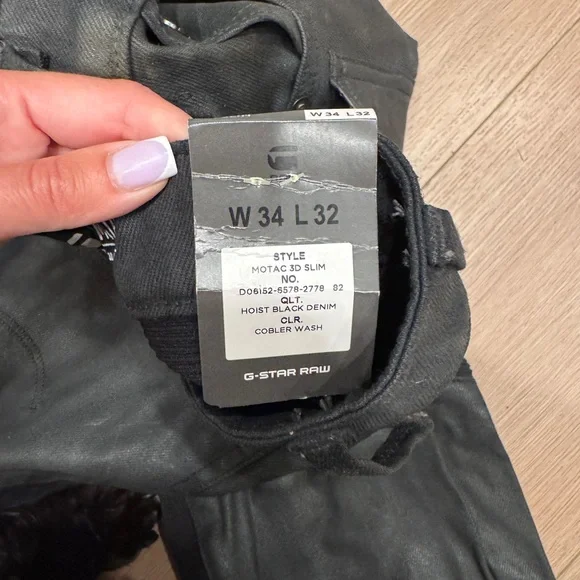 W 34 L 32
W 34 L 32
STYLE
MOTAC 3D SLIM
NO.
D06152-6578-2778 82
QLT.
HOIST BLACK DENIM
CLR.
COBLER WASH
G-STAR RAW